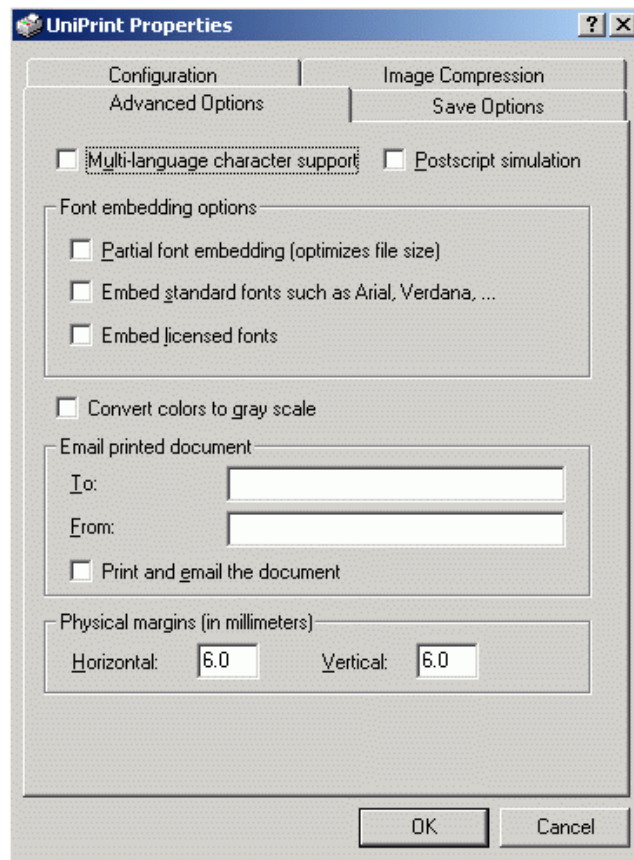 UniPrint Properties
Configuration
Image Compression
Advanced Options
Save Options
Multi-language character support
Postscript simulation
Font embedding options
Partial font embedding (optimizes file size)
Embed standard fonts such as Arial, Verdana, ...
Embed licensed fonts
Convert colors to gray scale
Email printed document
To:
From:
Print and email the document
Physical margins (in millimeters)
Horizontal: 6.0 Vertical: 6.0
OK Cancel